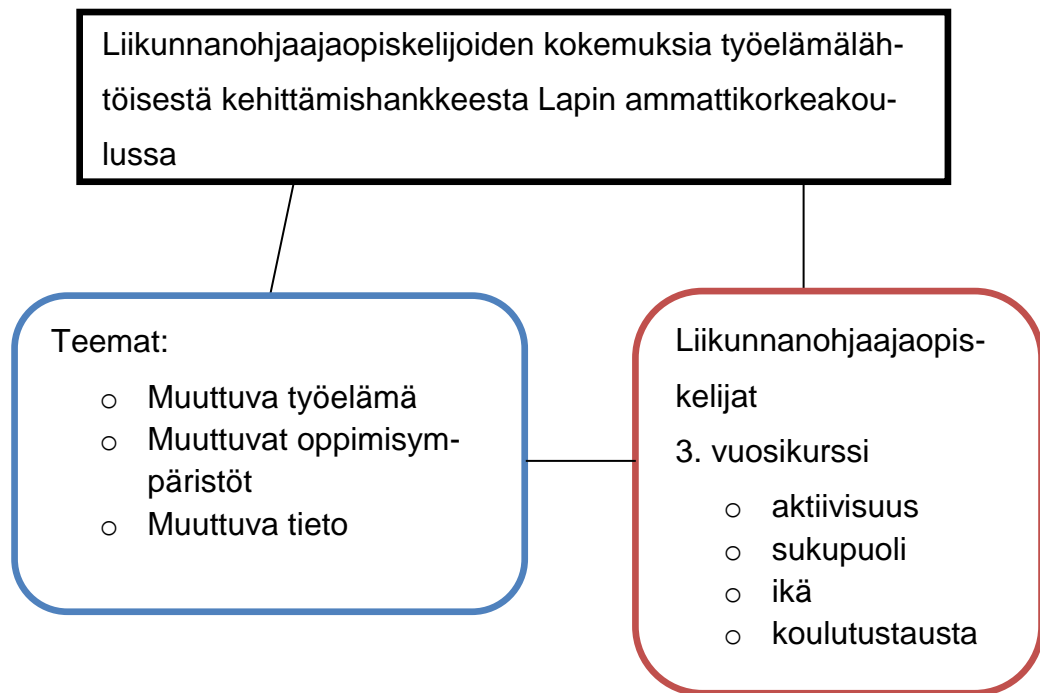 Liikunnanohjaajaopiskelijoiden kokemuksia työelämäläh-
töisestä kehittämishankkeesta Lapin ammattikorkeakou-
lussa
Teemat:
o Muuttuva työelämä
o Muuttuvat oppimisym-
päristöt
o Muuttuva tieto
Liikunnanohjaajaopis-
kelijat
3. vuosikurssi
o aktiivisuus
o sukupuoli
o ikä
o koulutustausta